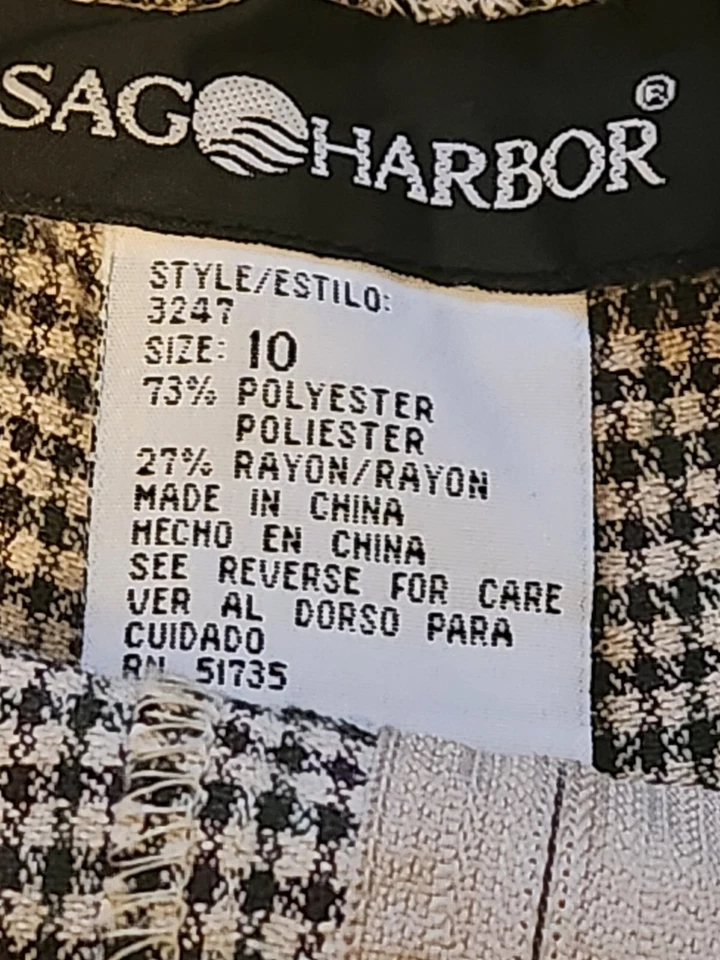 SAG HARBOR ®
STYLE/ESTILO:
3247
SIZE: 10
73% POLYESTER
POLIESTER
27% RAYON/RAYON
MADE IN CHINA
HECHO EN CHINA
SEE REVERSE FOR CARE
VER AL DORSO PARA
CUIDADO
RN 51735